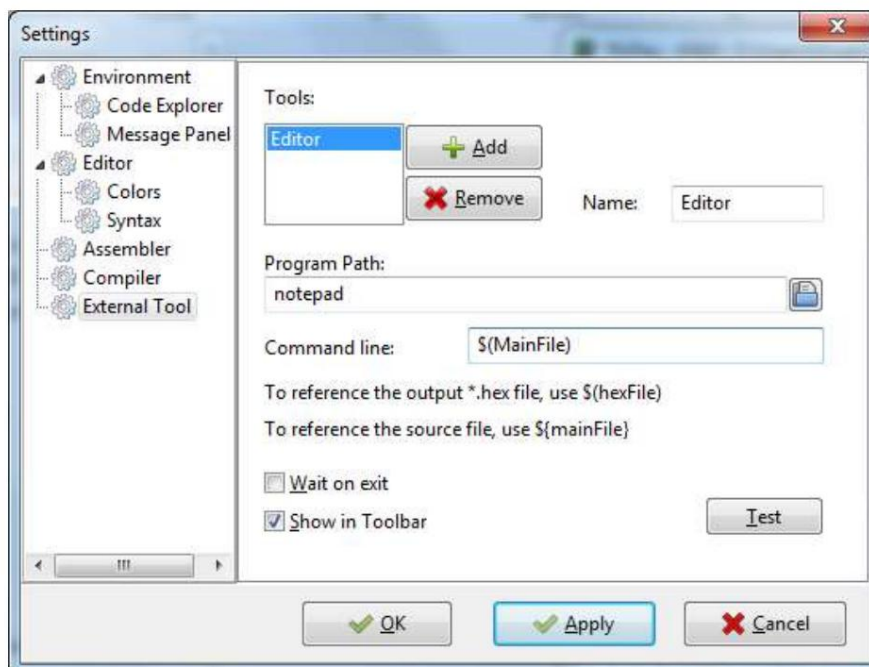 Settings
Environment
Code Explorer
Message Panel
Editor
Colors
Syntax
Assembler
Compiler
External Tool
Tools:
Editor
Add
Remove
Name:
Editor
Program Path:
notepad
Command line:
$(MainFile)
To reference the output *.hex file, use $(hexFile)
To reference the source file, use ${mainFile}
Wait on exit
Show in Toolbar
Test
OK
Apply
Cancel